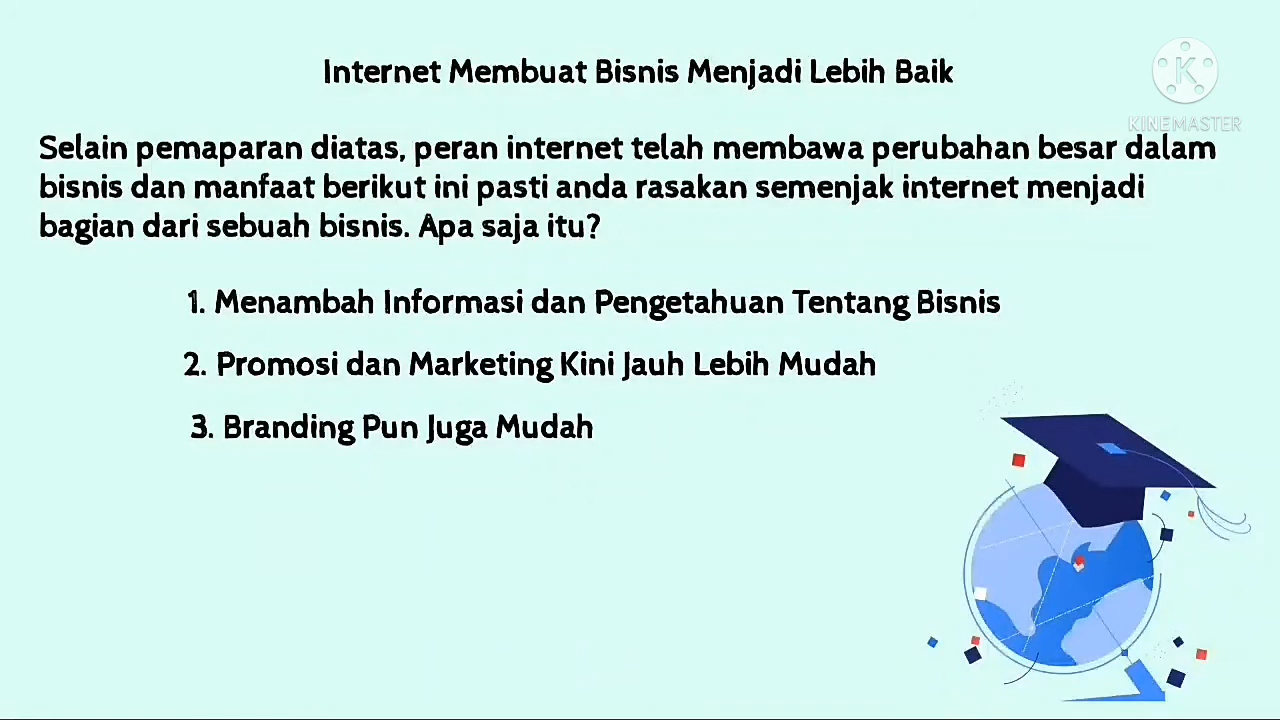 Internet Membuat Bisnis Menjadi Lebih Baik
K
KINEMASTER
Selain pemaparan diatas, peran internet telah membawa perubahan besar dalam
bisnis dan manfaat berikut ini pasti anda rasakan semenjak internet menjadi
bagian dari sebuah bisnis. Apa saja itu?
1. Menambah Informasi dan Pengetahuan Tentang Bisnis
2. Promosi dan Marketing Kini Jauh Lebih Mudah
3. Branding Pun Juga Mudah